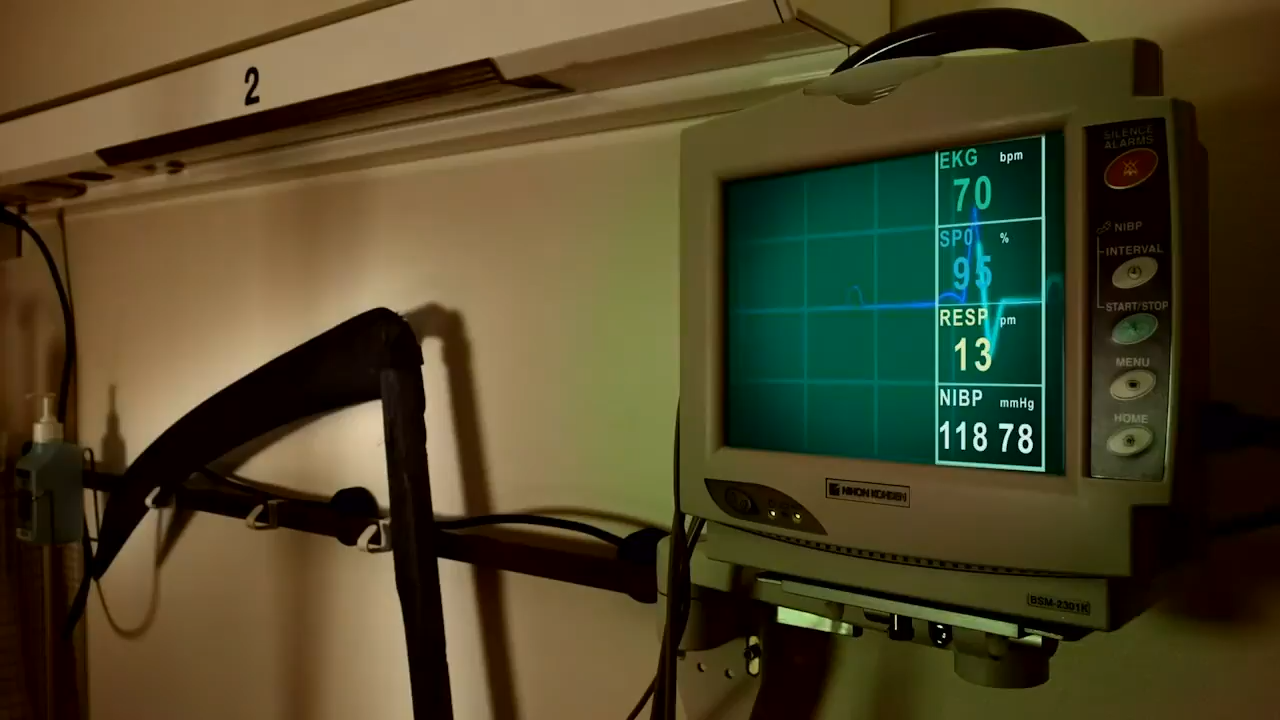 2
SILENCE
ALARMS
EKG bpm
70
SPO %
95
RESP pm
13
NIBP mmHg
118 78
NIBP
INTERVAL
START/STOP
MENU
HOME
NIHON KOHDEN
BSM-2301K